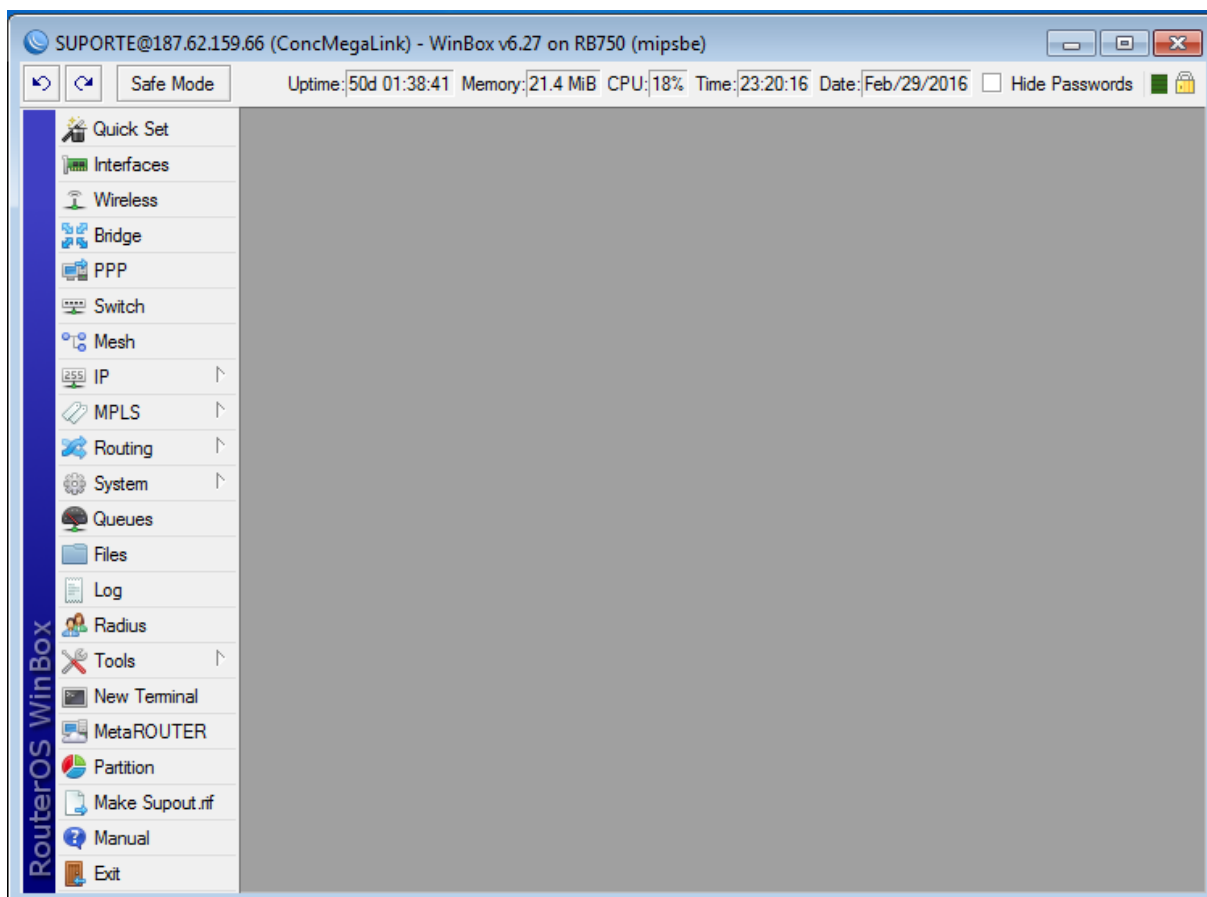 SUPORTE@187.62.159.66 (ConcMegaLink) - WinBox v6.27 on RB750 (mipsbe)
Safe Mode Uptime: 50d 01:38:41 Memory: 21.4 MiB CPU: 18% Time: 23:20:16 Date: Feb/29/2016 Hide Passwords
Quick Set
Interfaces
Wireless
Bridge
PPP
Switch
Mesh
255 IP
MPLS
Routing
System
Queues
Files
Log
Radius
Tools
New Terminal
MetaROUTER
Partition
Make Supout.rif
Manual
Exit
RouterOS WinBox